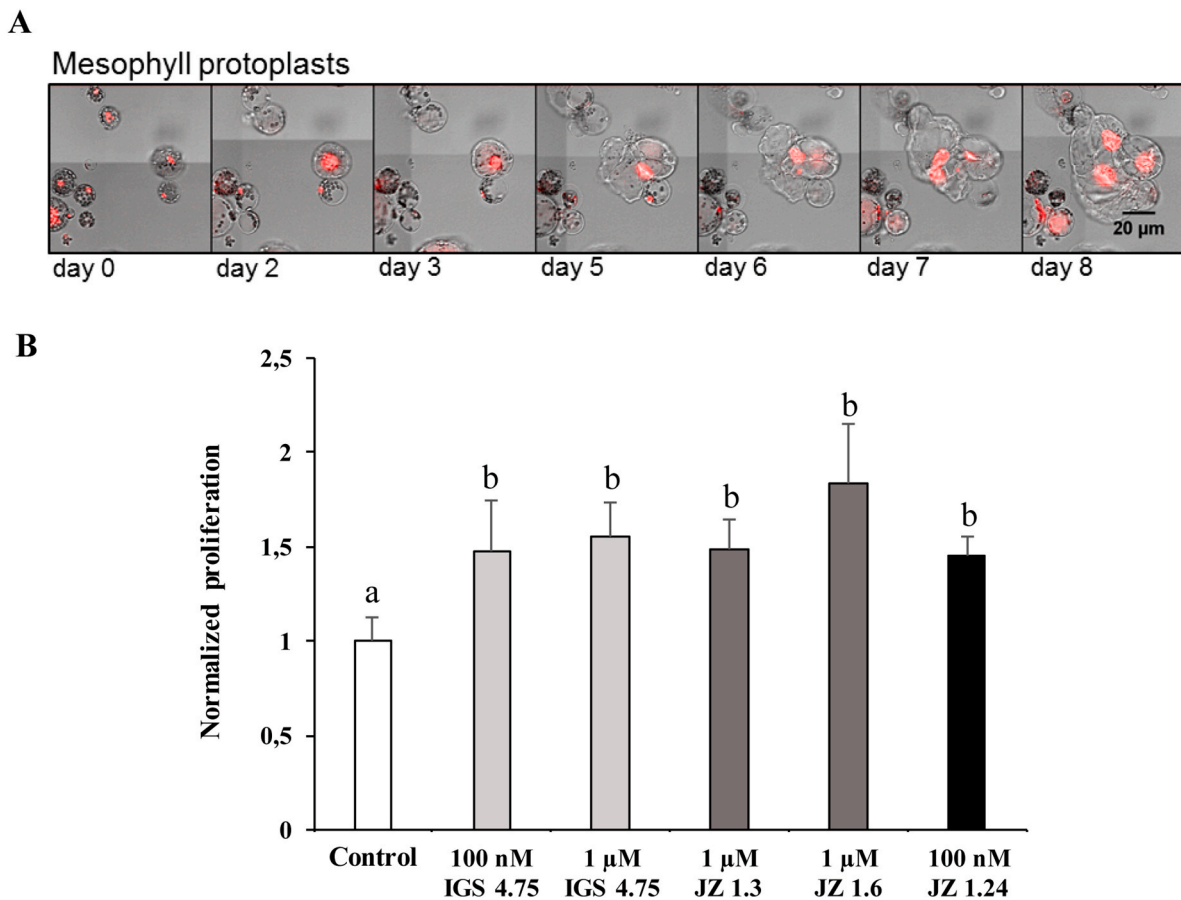 A
Mesophyll protoplasts
20 µm
day 0 day 2 day 3 day 5 day 6 day 7 day 8
B
Normalized proliferation
2,5
2
1,5
1
0,5
0
a b b b b b
Control 100 nM 1 µM 1 µM 1 µM 100 nM
IGS 4.75 IGS 4.75 JZ 1.3 JZ 1.6 JZ 1.24